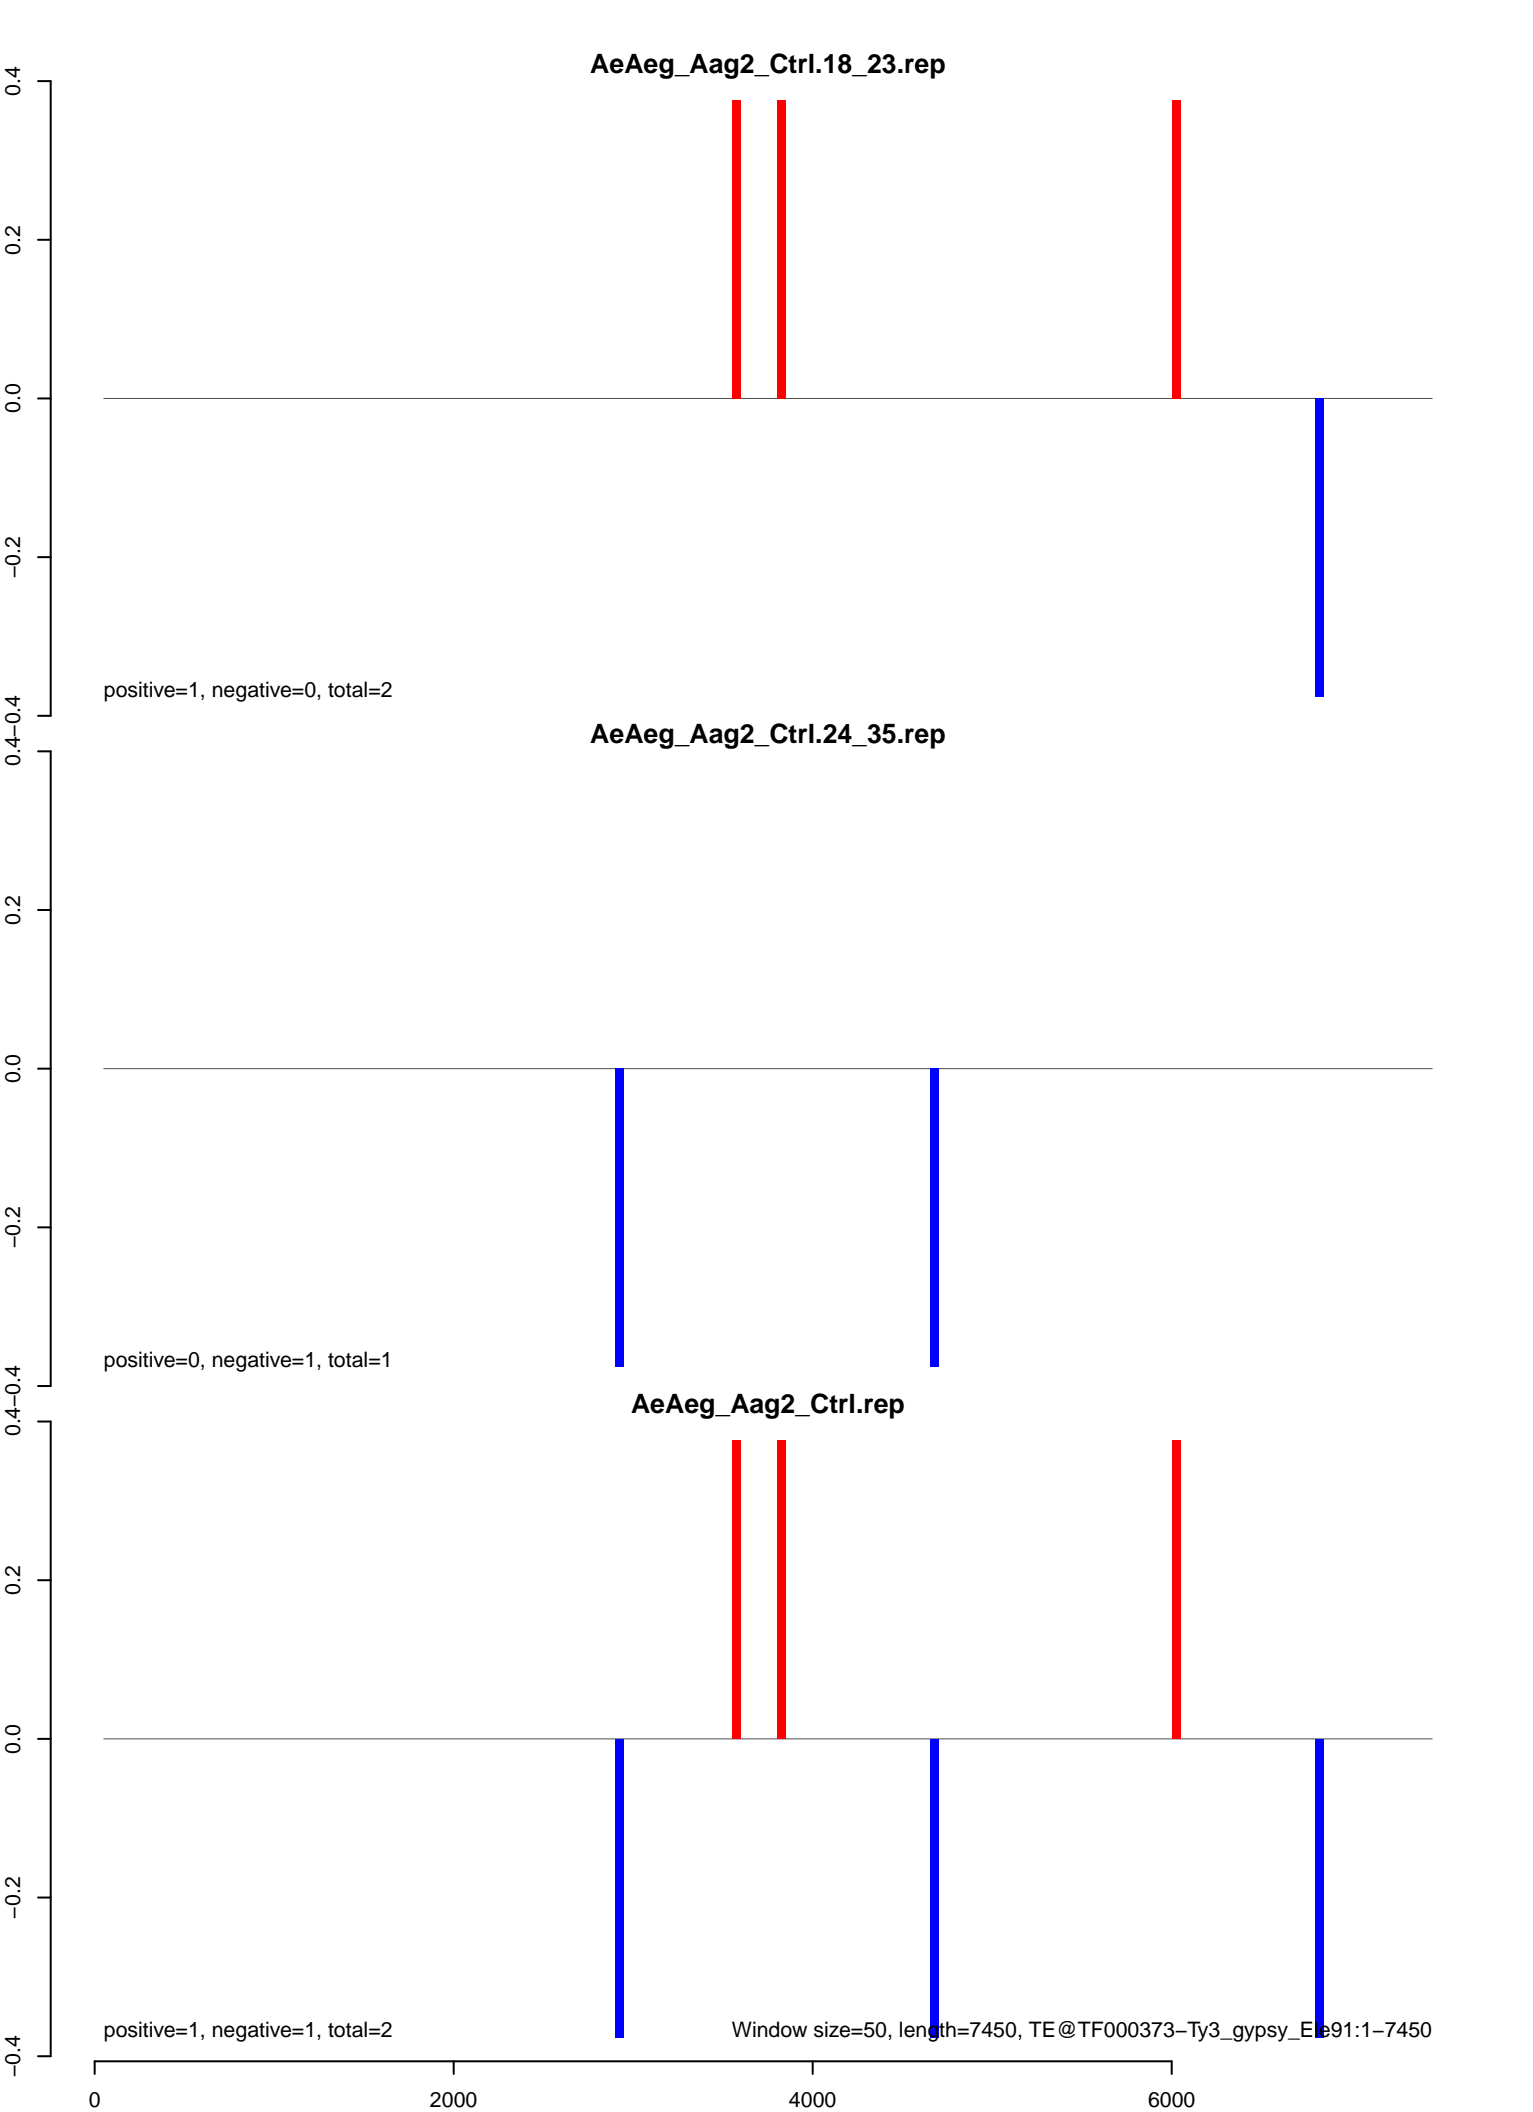 AeAeg_Aag2_Ctrl.18_23.rep
0.4
0.2
0.0
−0.2
−0.4
positive=1, negative=0, total=2
AeAeg_Aag2_Ctrl.24_35.rep
0.4
0.2
0.0
−0.2
−0.4
positive=0, negative=1, total=1
AeAeg_Aag2_Ctrl.rep
0.4
0.2
0.0
−0.2
−0.4
positive=1, negative=1, total=2
Window size=50, length=7450, TE@TF000373−Ty3_gypsy_Ele91:1−7450
0 2000 4000 6000